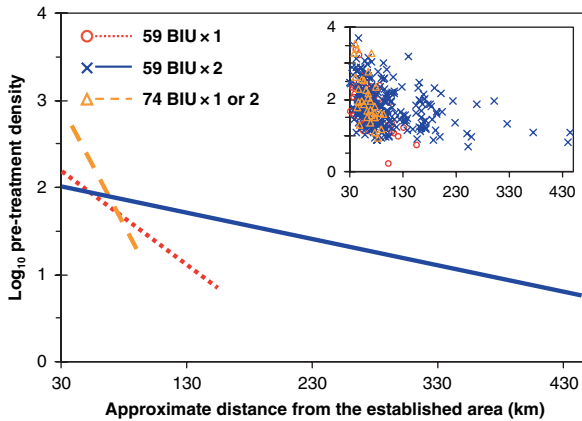 4
3
2
1
0
Log10 pre-treatment density
59 BIU × 1
59 BIU × 2
74 BIU × 1 or 2
4
2
0
30 130 230 330 430
30 130 230 330 430
Approximate distance from the established area (km)